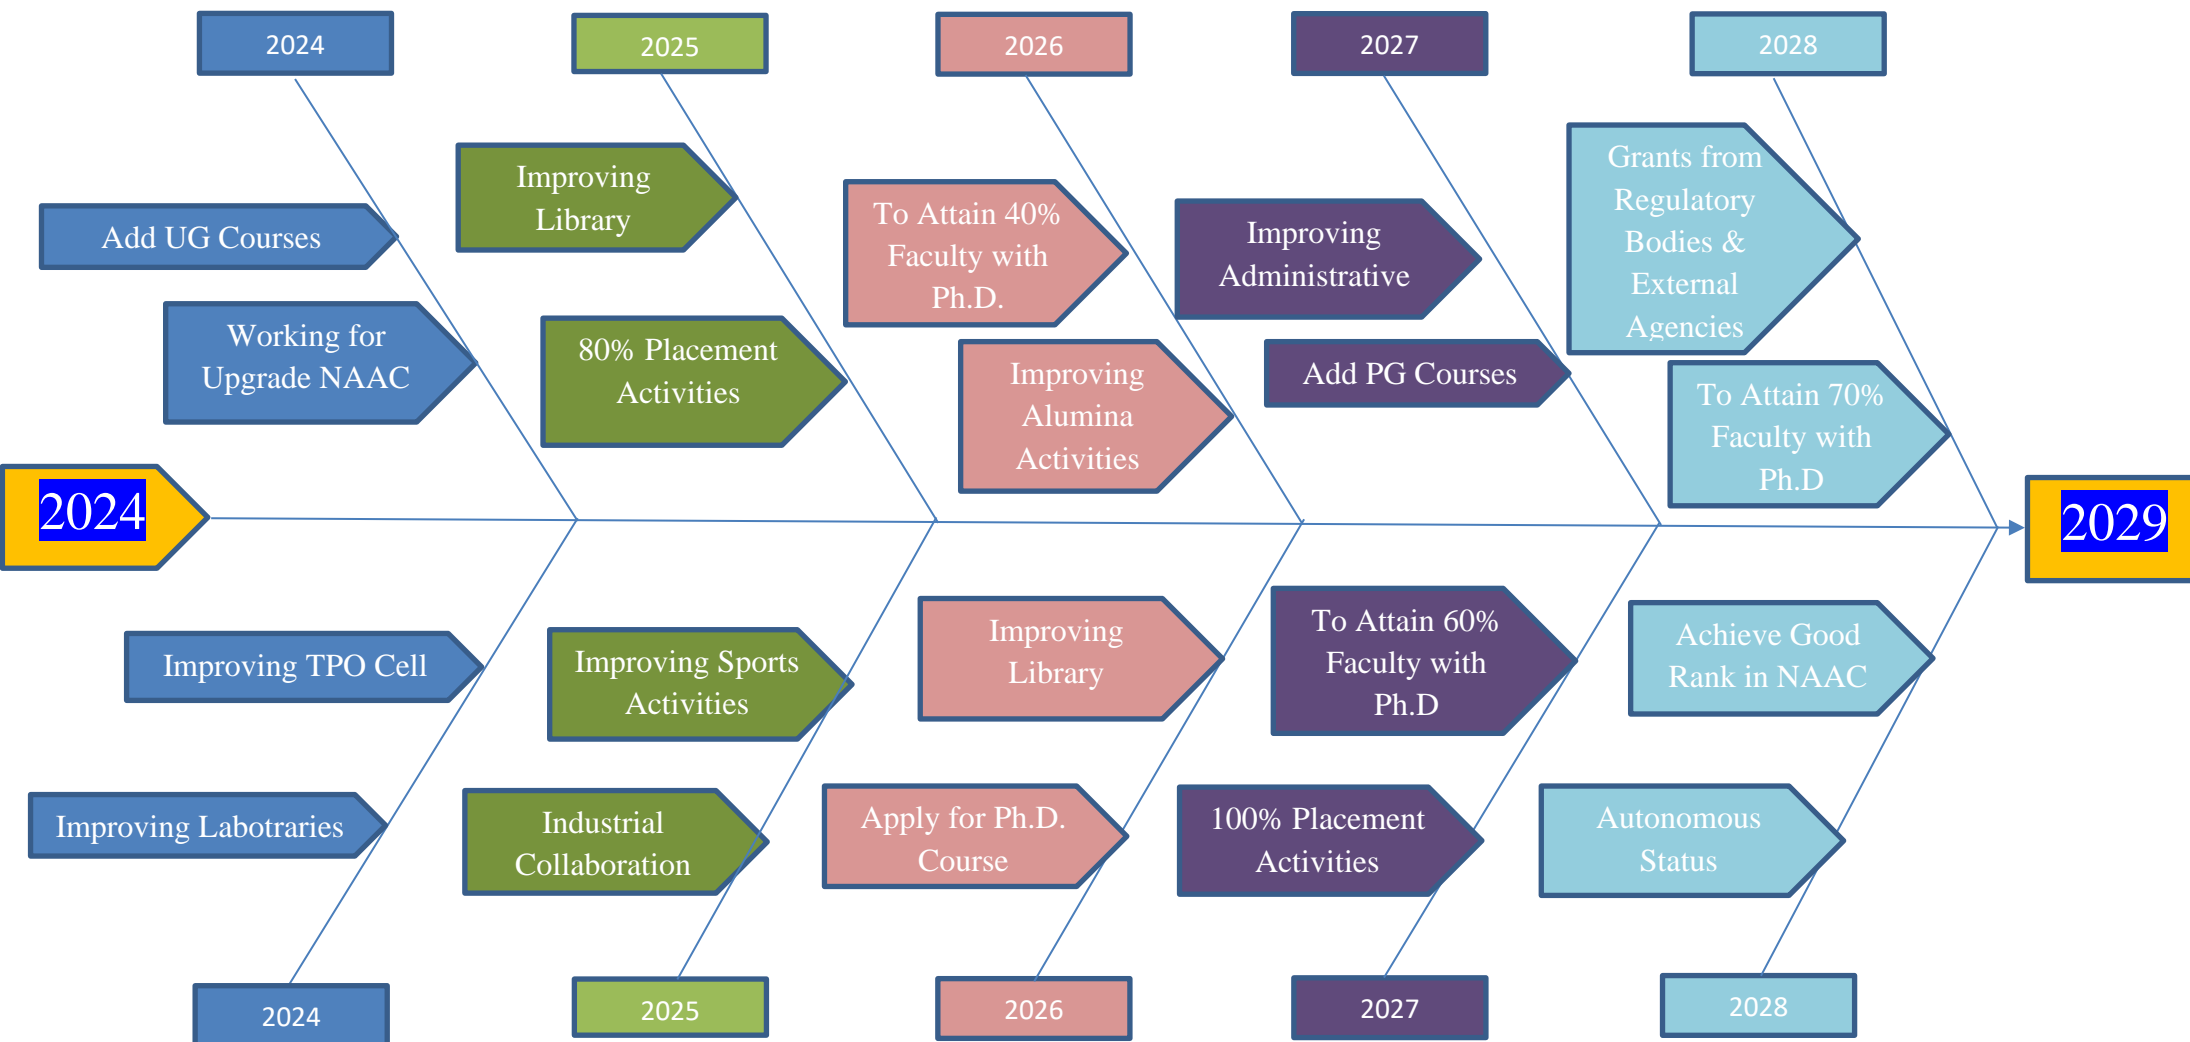 2024
2025
2026
2027
2028
Add UG Courses
Working for
Upgrade NAAC
Improving
Library
80% Placement
Activities
To Attain 40%
Faculty with
Ph.D.
Improving
Alumina
Activities
Improving
Administrative
Add PG Courses
Grants from
Regulatory
Bodies &
External
Agencies
To Attain 70%
Faculty with
Ph.D
2024
2029
Improving TPO Cell
Improving Labotraries
Improving Sports
Activities
Industrial
Collaboration
Improving
Library
Apply for Ph.D.
Course
To Attain 60%
Faculty with
Ph.D
100% Placement
Activities
Achieve Good
Rank in NAAC
Autonomous
Status
2024
2025
2026
2027
2028